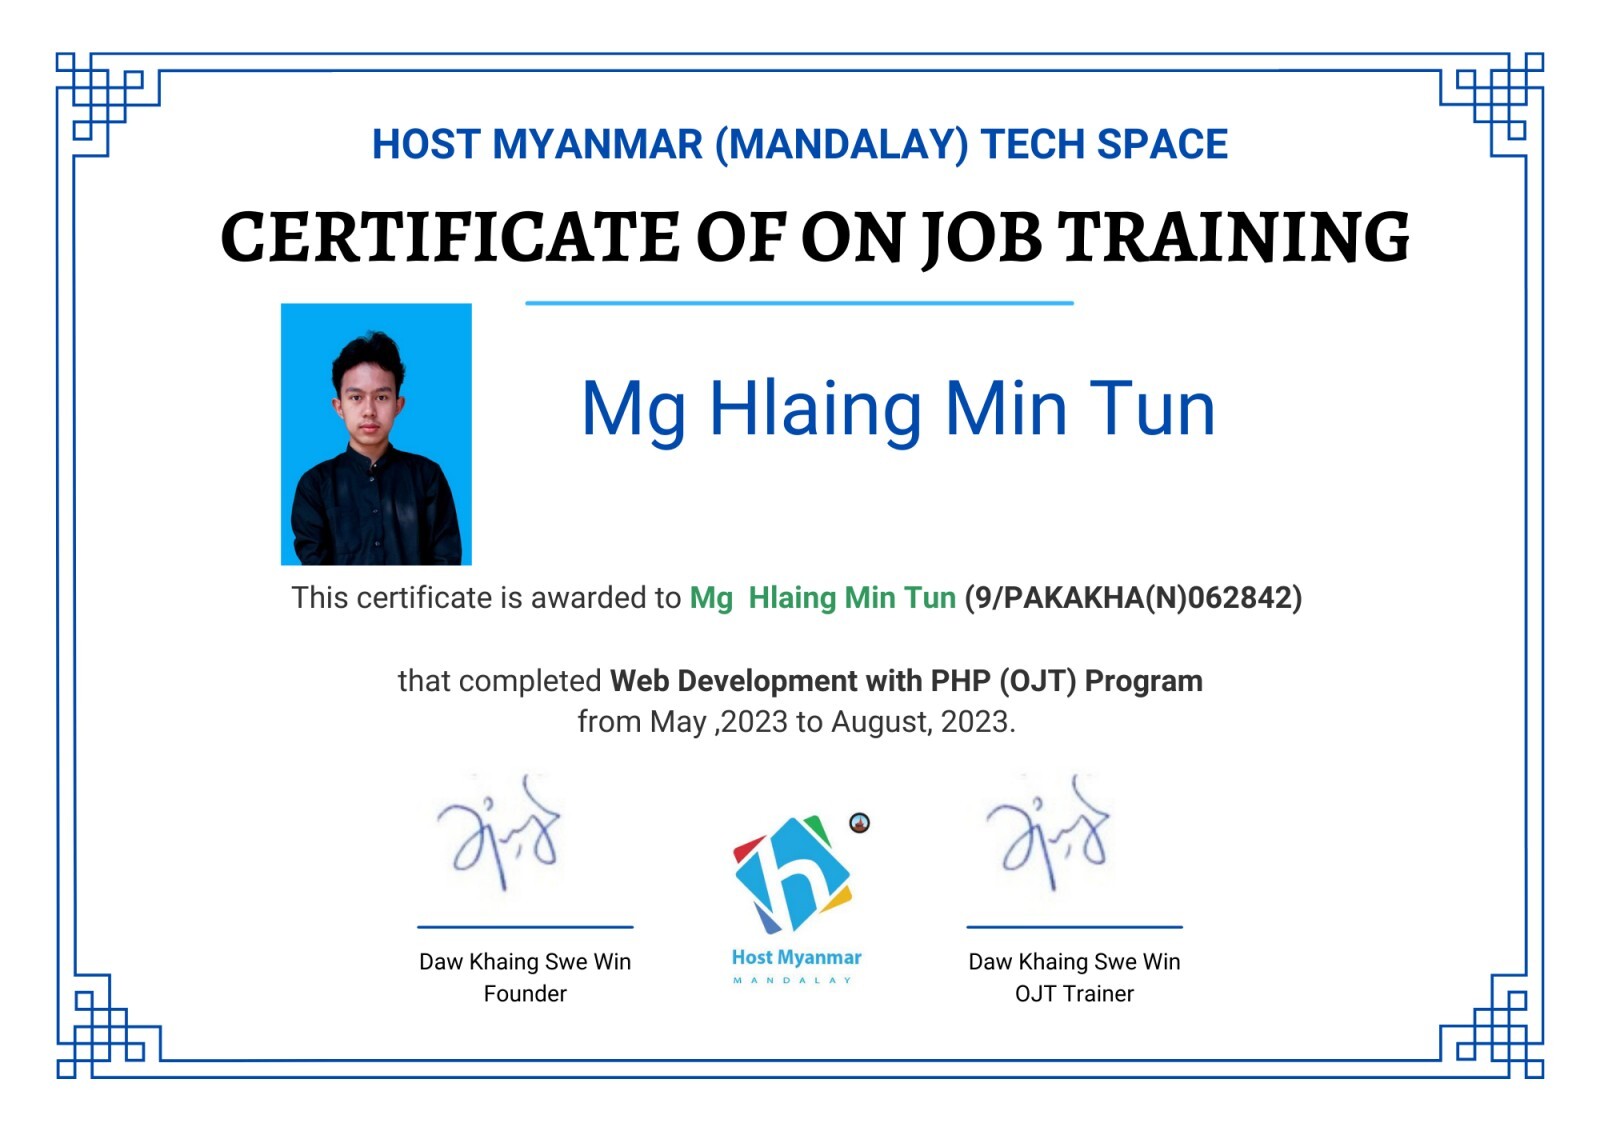 HOST MYANMAR (MANDALAY) TECH SPACE
CERTIFICATE OF ON JOB TRAINING
Mg Hlaing Min Tun
This certificate is awarded to Mg  Hlaing Min Tun (9/PAKAKHA(N)062842)
that completed Web Development with PHP (OJT) Program
from May ,2023 to August, 2023.
Daw Khaing Swe Win
Founder
h
Host Myanmar
MANDALAY
Daw Khaing Swe Win
OJT Trainer